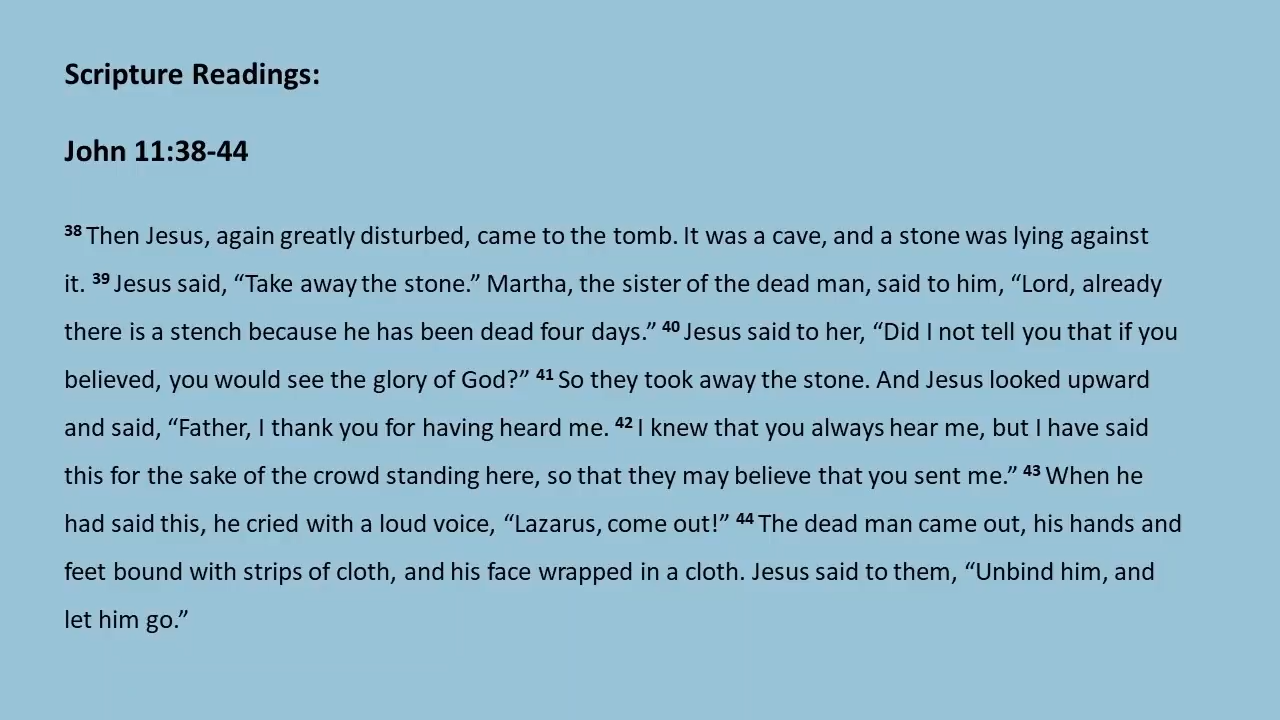 Scripture Readings:
John 11:38-44
38 Then Jesus, again greatly disturbed, came to the tomb. It was a cave, and a stone was lying against
it. 39 Jesus said, “Take away the stone.” Martha, the sister of the dead man, said to him, “Lord, already
there is a stench because he has been dead four days.” 40 Jesus said to her, “Did I not tell you that if you
believed, you would see the glory of God?” 41 So they took away the stone. And Jesus looked upward
and said, “Father, I thank you for having heard me. 42 I knew that you always hear me, but I have said
this for the sake of the crowd standing here, so that they may believe that you sent me.” 43 When he
had said this, he cried with a loud voice, “Lazarus, come out!” 44 The dead man came out, his hands and
feet bound with strips of cloth, and his face wrapped in a cloth. Jesus said to them, “Unbind him, and
let him go.”